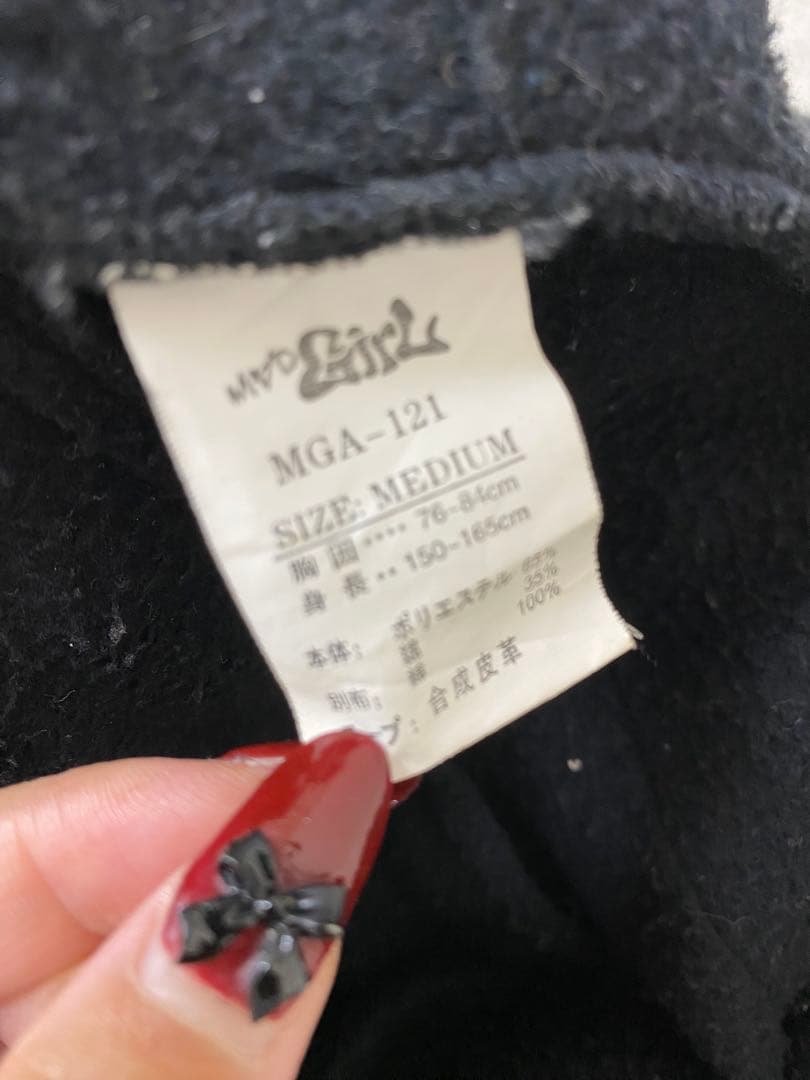 MAD GirL
MGA-121
SIZE: MEDIUM
胸囲‥‥ 76-84cm
身長‥ 150-165cm
本体: ポリエステル 65%
綿 35%
別布: 綿 100%
プ: 合成皮革